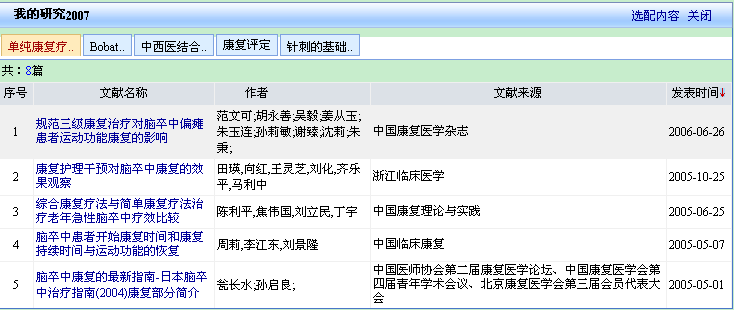 我的研究2007
选配内容 关闭
单纯康复疗.. Bobat.. 中西医结合.. 康复评定 针刺的基础..
共：8篇
序号 文献名称 作者 文献来源 发表时间↓
1 规范三级康复治疗对脑卒中偏瘫
患者运动功能康复的影响
范文可;胡永善;吴毅;姜从玉;
朱玉连;孙莉敏;谢臻;沈莉;朱
秉;
中国康复医学杂志
2006-06-26
2 康复护理干预对脑卒中康复的效
果观察
田瑛,向红,王灵芝,刘化,齐乐
平,马利中
浙江临床医学
2005-10-25
3 综合康复疗法与简单康复疗法治
疗老年急性脑卒中疗效比较
陈利平,焦伟国,刘立民,丁宇
中国康复理论与实践
2005-06-25
4 脑卒中患者开始康复时间和康复
持续时间与运动功能的恢复
周莉,李江东,刘景隆
中国临床康复
2005-05-07
5 脑卒中康复的最新指南-日本脑卒
中治疗指南(2004)康复部分简介
瓮长水,孙启良;
中国医师协会第二届康复医学论坛、中国康复医学会第
四届青年学术会议、北京康复医学会第三届会员代表大
会
2005-05-01